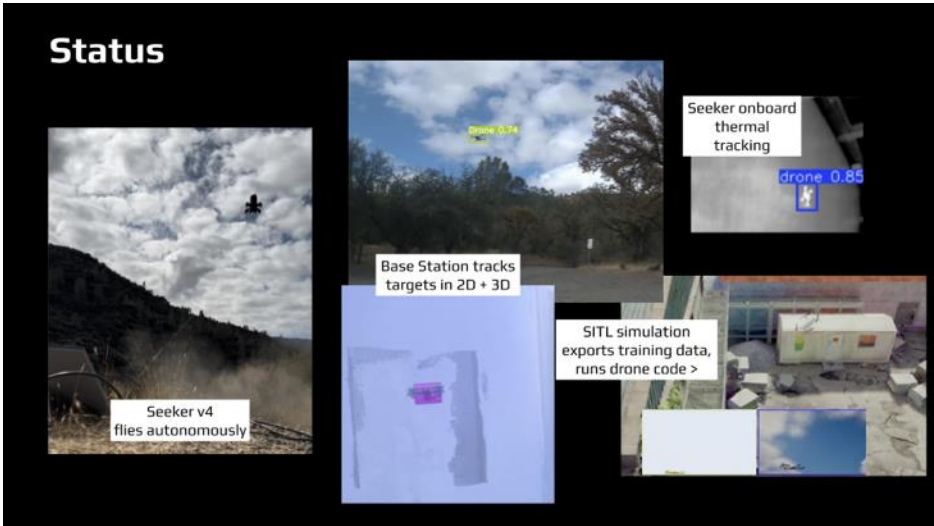 Status
Seeker v4
flies autonomously
Drone 0.74
Base Station tracks
targets in 2D + 3D
Seeker onboard
thermal
tracking
drone 0.85
SITL simulation
exports training data,
runs drone code >